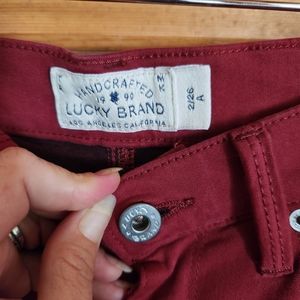 HANDCRAFTED
19 90
LUCKY BRAND
LOS ANGELES CALIFORNIA
2/26
A
LUCKY
BRAND